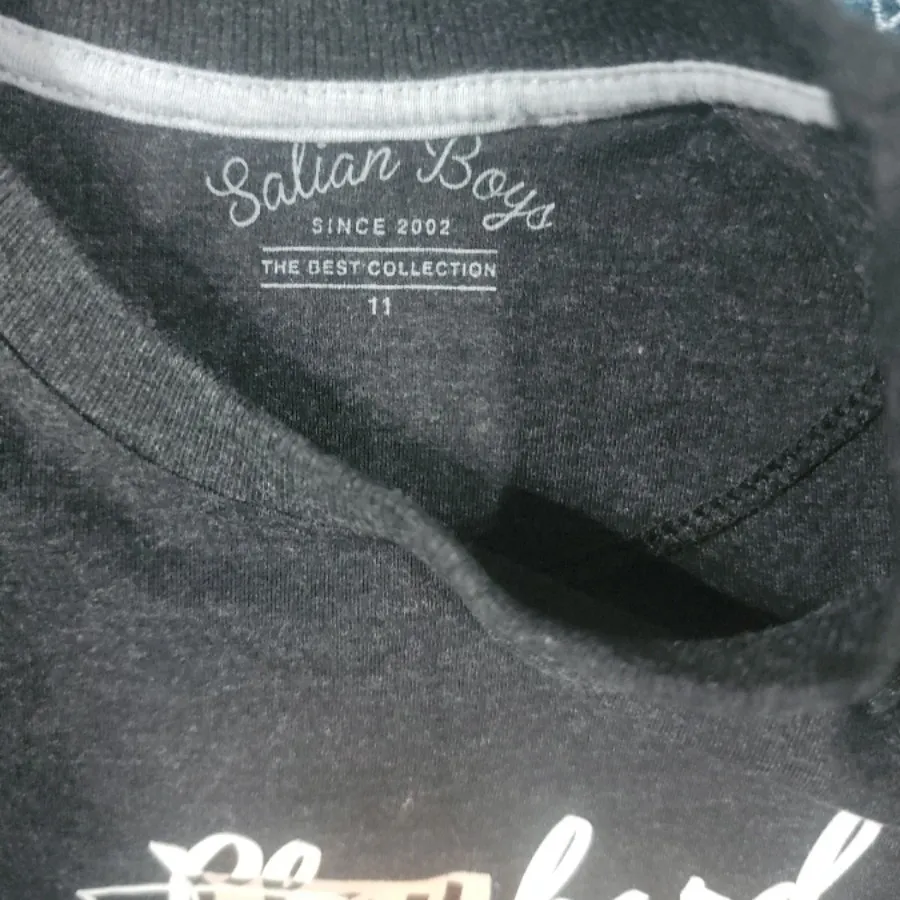 Salian Boys
SINCE 2002
THE BEST COLLECTION
11